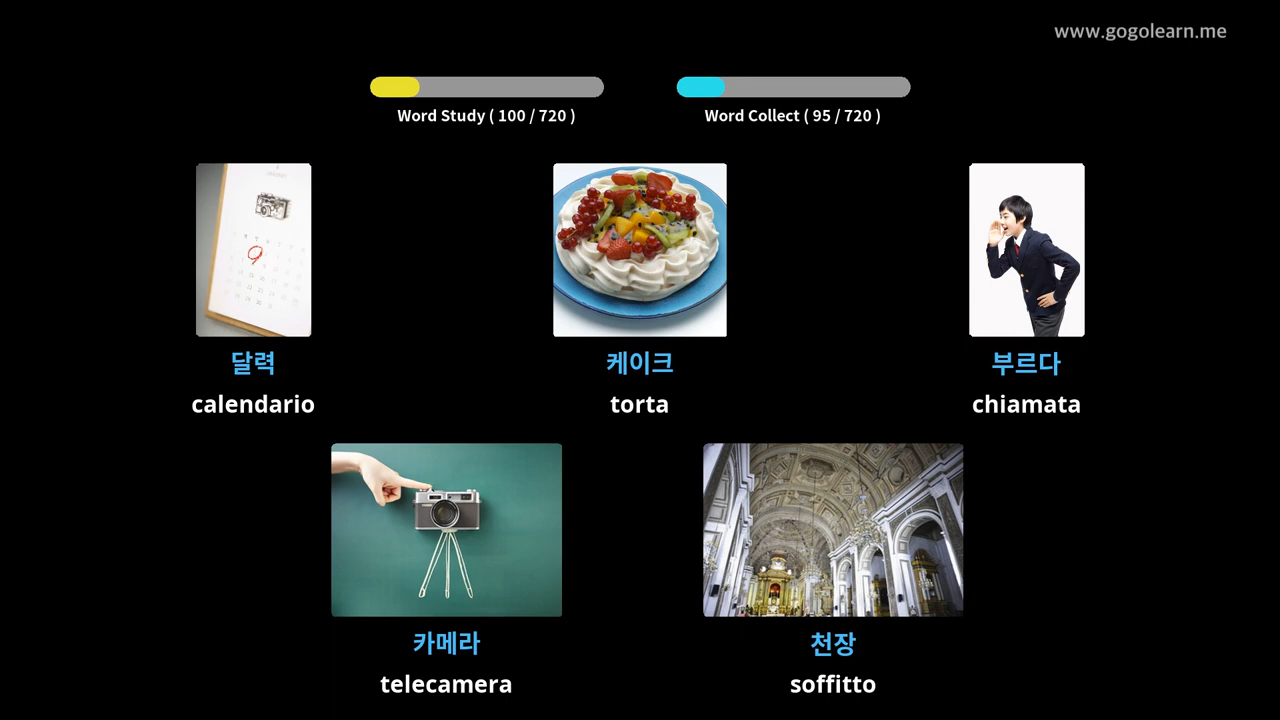 www.gogolearn.me
Word Study ( 100 / 720 )
Word Collect ( 95 / 720 )
달력
calendario
케이크
torta
부르다
chiamata
카메라
telecamera
천장
soffitto